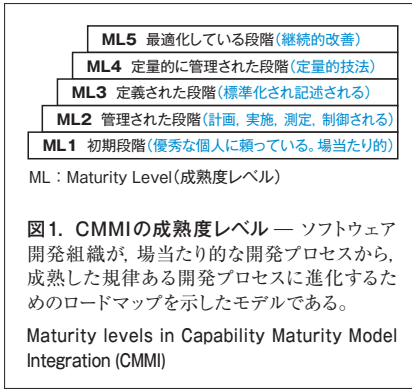 ML5 最適化している段階(継続的改善)
ML4 定量的に管理された段階(定量的技法)
ML3 定義された段階(標準化され記述される)
ML2 管理された段階(計画, 実施, 測定, 制御される)
ML1 初期段階(優秀な個人に頼っている。場当たり的)
ML:Maturity Level(成熟度レベル)
図1. CMMIの成熟度レベル — ソフトウェア
開発組織が, 場当たり的な開発プロセスから,
成熟した規律ある開発プロセスに進化するた
めのロードマップを示したモデルである。
Maturity levels in Capability Maturity Model
Integration (CMMI)